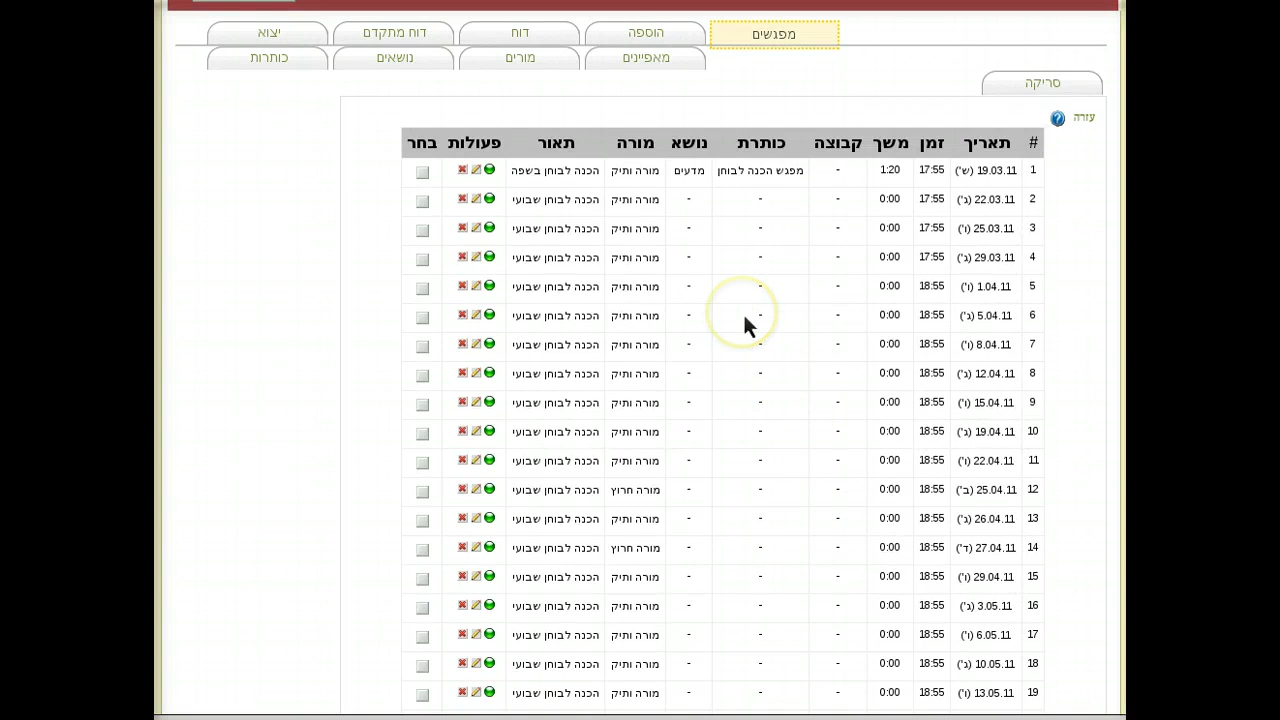 מפגשים הוספה דוח דוח מתקדם יצוא
מאפיינים מורים נושאים כותרות
סריקה
עזרה
# תאריך זמן משך קבוצה כותרת נושא מורה תאור פעולות בחר
1 19.03.11 (ש') 17:55 1:20 - מפגש הכנה לבוחן מדעים מורה ותיק הכנה לבוחן בשפה
2 22.03.11 (ג') 17:55 0:00 - - - מורה ותיק הכנה לבוחן שבועי
3 25.03.11 (ו') 17:55 0:00 - - - מורה ותיק הכנה לבוחן שבועי
4 29.03.11 (ג') 17:55 0:00 - - - מורה ותיק הכנה לבוחן שבועי
5 1.04.11 (ו') 18:55 0:00 - - - מורה ותיק הכנה לבוחן שבועי
6 5.04.11 (ג') 18:55 0:00 - - - מורה ותיק הכנה לבוחן שבועי
7 8.04.11 (ו') 18:55 0:00 - - - מורה ותיק הכנה לבוחן שבועי
8 12.04.11 (ג') 18:55 0:00 - - - מורה ותיק הכנה לבוחן שבועי
9 15.04.11 (ו') 18:55 0:00 - - - מורה ותיק הכנה לבוחן שבועי
10 19.04.11 (ג') 18:55 0:00 - - - מורה ותיק הכנה לבוחן שבועי
11 22.04.11 (ו') 18:55 0:00 - - - מורה ותיק הכנה לבוחן שבועי
12 25.04.11 (ב') 18:55 0:00 - - - מורה חרוץ הכנה לבוחן שבועי
13 26.04.11 (ג') 18:55 0:00 - - - מורה ותיק הכנה לבוחן שבועי
14 27.04.11 (ד') 18:55 0:00 - - - מורה חרוץ הכנה לבוחן שבועי
15 29.04.11 (ו') 18:55 0:00 - - - מורה ותיק הכנה לבוחן שבועי
16 3.05.11 (ג') 18:55 0:00 - - - מורה ותיק הכנה לבוחן שבועי
17 6.05.11 (ו') 18:55 0:00 - - - מורה ותיק הכנה לבוחן שבועי
18 10.05.11 (ג') 18:55 0:00 - - - מורה ותיק הכנה לבוחן שבועי
19 13.05.11 (ו') 18:55 0:00 - - - מורה ותיק הכנה לבוחן שבועי